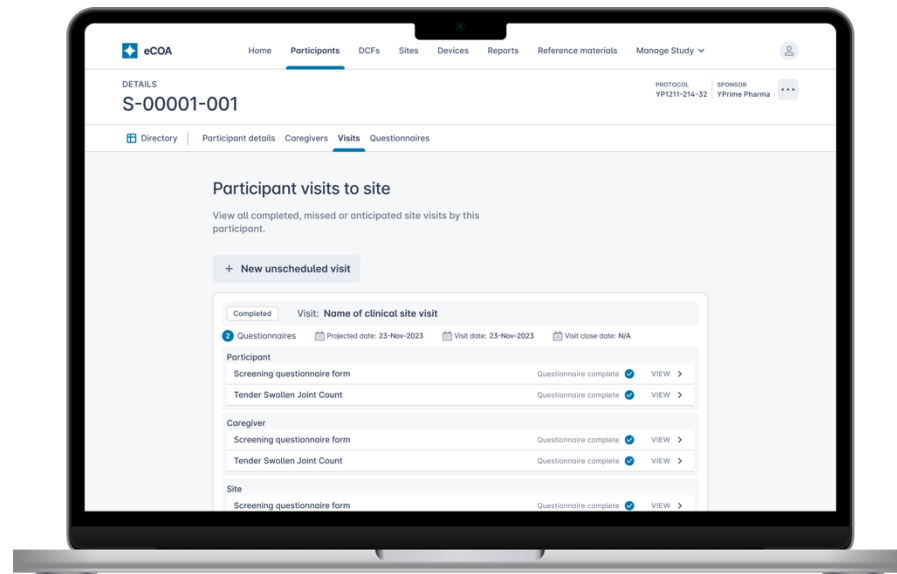 eCOA
Home Participants DCFs Sites Devices Reports Reference materials Manage Study
DETAILS
S-00001-001
PROTOCOL
YP1211-214-32
SPONSOR
YPrime Pharma
Directory Participant details Caregivers Visits Questionnaires
Participant visits to site
View all completed, missed or anticipated site visits by this
participant.
+ New unscheduled visit
Completed Visit: Name of clinical site visit
2 Questionnaires Projected date: 23-Nov-2023 Visit date: 23-Nov-2023 Visit close date: N/A
Participant
Screening questionnaire form Questionnaire complete VIEW
Tender Swollen Joint Count Questionnaire complete VIEW
Caregiver
Screening questionnaire form Questionnaire complete VIEW
Tender Swollen Joint Count Questionnaire complete VIEW
Site
Screening questionnaire form Questionnaire complete VIEW